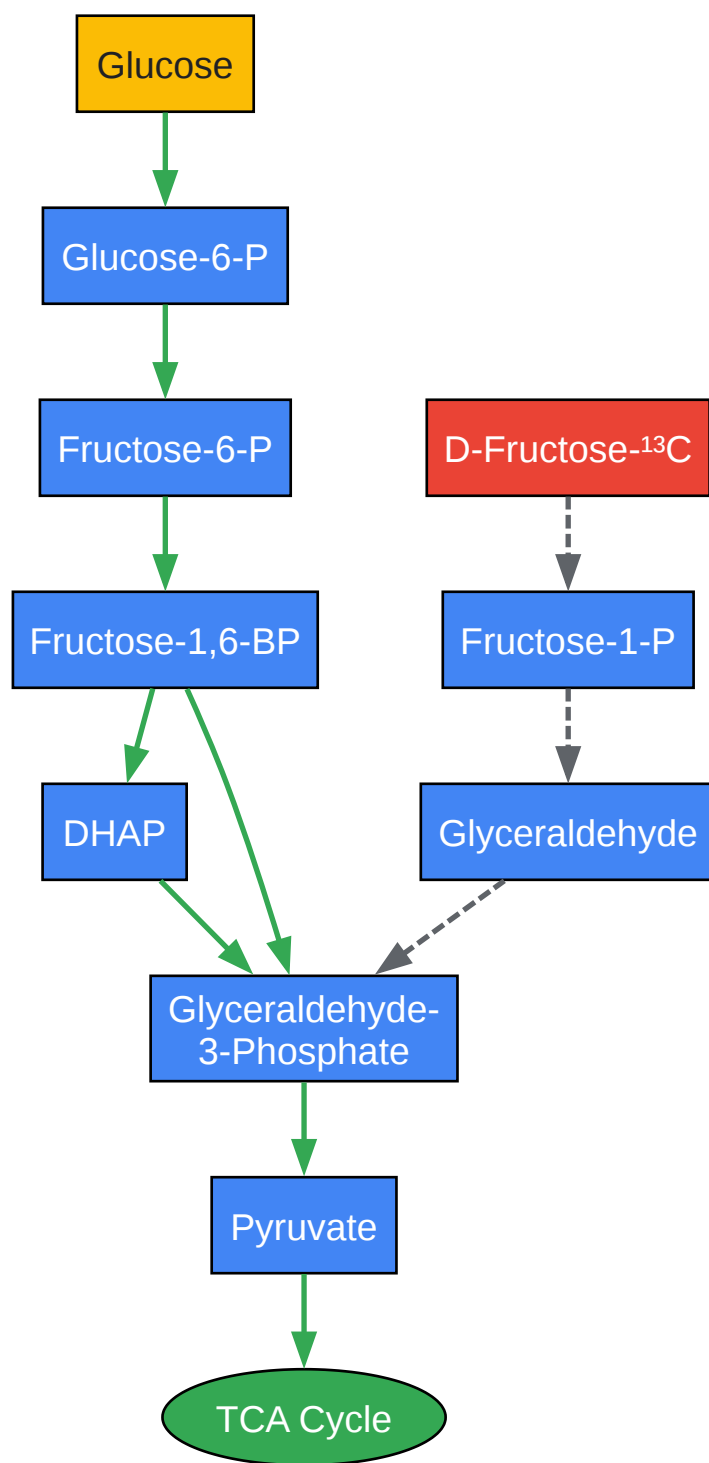 Glucose
Glucose-6-P
Fructose-6-P
D-Fructose-¹³C
Fructose-1,6-BP
Fructose-1-P
DHAP
Glyceraldehyde
Glyceraldehyde-
3-Phosphate
Pyruvate
TCA Cycle